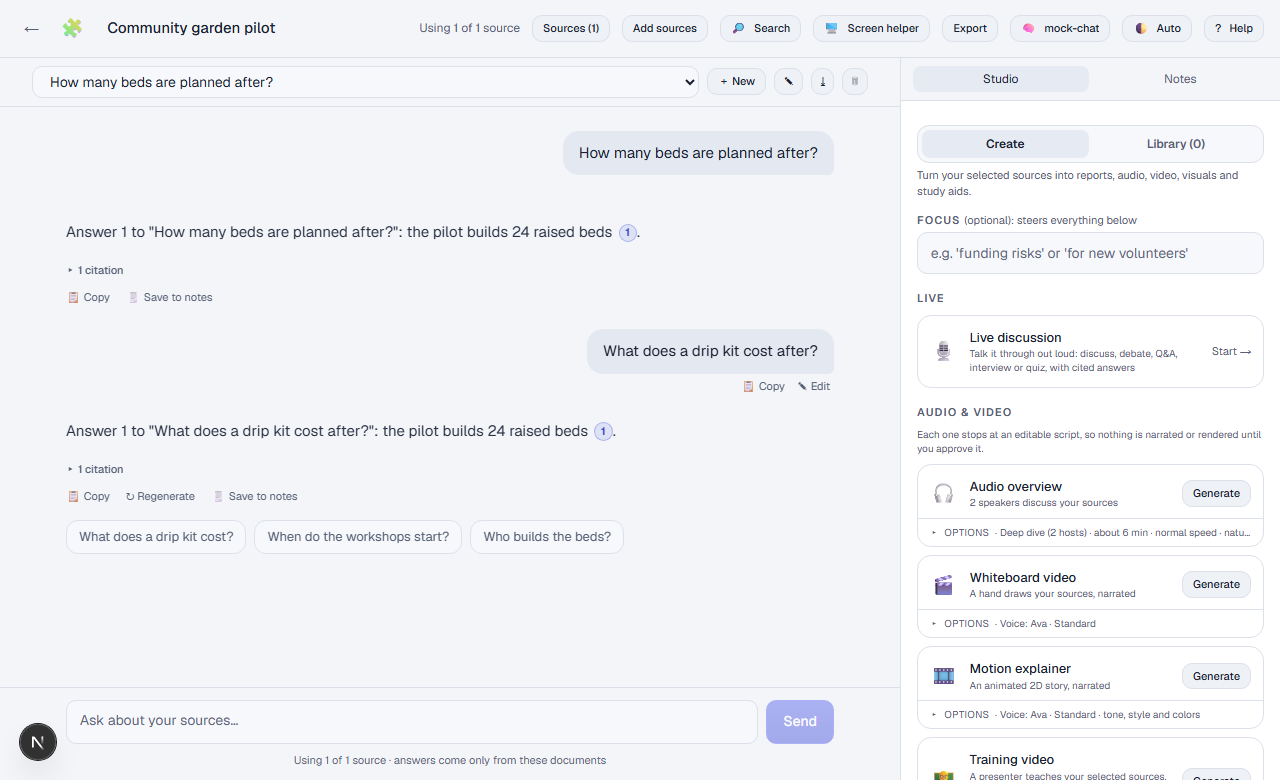 ← Community garden pilot Using 1 of 1 source Sources (1) Add sources Search Screen helper Export mock-chat Auto ? Help
How many beds are planned after? + New
Studio Notes
How many beds are planned after?
Answer 1 to "How many beds are planned after?": the pilot builds 24 raised beds 1.
1 citation
Copy Save to notes
What does a drip kit cost after?
Copy Edit
Answer 1 to "What does a drip kit cost after?": the pilot builds 24 raised beds 1.
1 citation
Copy ↻ Regenerate Save to notes
What does a drip kit cost? When do the workshops start? Who builds the beds?
Ask about your sources… Send
Using 1 of 1 source · answers come only from these documents
N
Create Library (0)
Turn your selected sources into reports, audio, video, visuals and
study aids.
FOCUS (optional): steers everything below
e.g. 'funding risks' or 'for new volunteers'
LIVE
Live discussion
Talk it through out loud: discuss, debate, Q&A,
interview or quiz, with cited answers
Start →
AUDIO & VIDEO
Each one stops at an editable script, so nothing is narrated or rendered until
you approve it.
Audio overview
2 speakers discuss your sources
Generate
OPTIONS · Deep dive (2 hosts) · about 6 min · normal speed · natu…
Whiteboard video
A hand draws your sources, narrated
Generate
OPTIONS · Voice: Ava · Standard
Motion explainer
An animated 2D story, narrated
Generate
OPTIONS · Voice: Ava · Standard · tone, style and colors
Training video
A presenter teaches your selected sources,
Generate